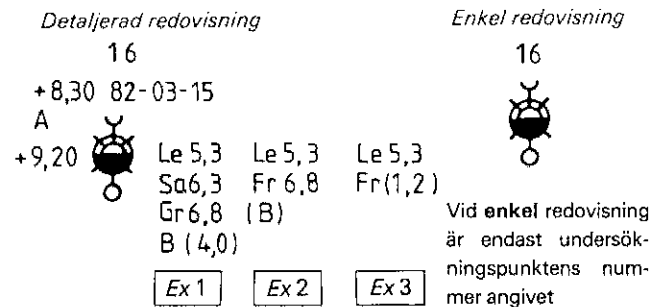 Detaljerad redovisning
16
+8,30 82-03-15
A
+9,20
Le 5,3
Sa 6,3
Gr 6,8
B (4,0)
Ex 1
Le 5,3
Fr 6,8
(B)
Ex 2
Le 5,3
Fr (1,2)
Ex 3
Enkel redovisning
16
Vid enkel redovisning
är endast undersök-
ningspunktens num-
mer angivet